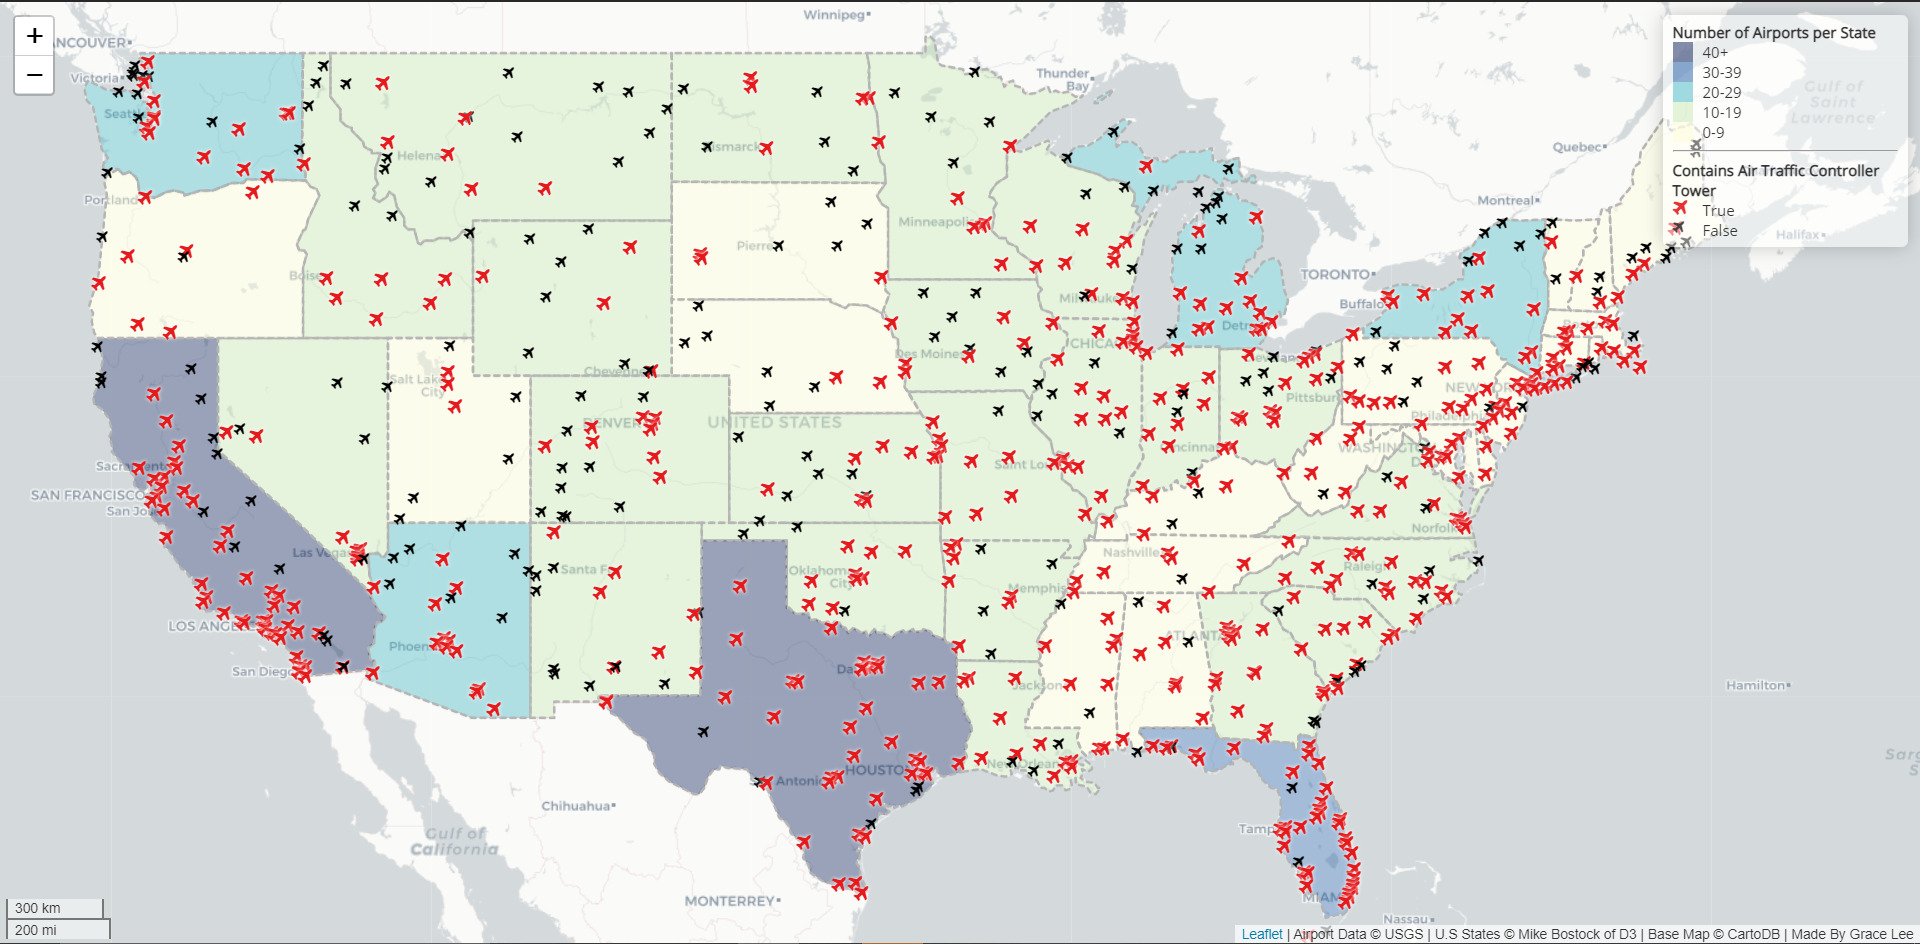 +
−
Winnipeg
VANCOUVER
Victoria
Seattle
Thunder
Bay
Number of Airports per State
40+
30-39
20-29
10-19
0-9
Contains Air Traffic Controller
Tower
True
False
Gulf of
Saint
Lawrence
Quebec
Montreal
Halifax
Helena
Bismarck
Portland
Minneapolis
Pierre
TORONTO
Boise
Milwaukee
Buffalo
Detroit
CHICAGO
Des Moines
Cheyenne
Salt Lake
City
NEW YORK
Pittsburgh
Philadelphia
DENVER
UNITED STATES
Cincinnati
WASHINGTON
Sacramento
Saint Louis
SAN FRANCISCO
San Jose
Norfolk
Las Vegas
Nashville
Santa Fe
Oklahoma
City
Raleigh
Memphis
LOS ANGELES
ATLANTA
Phoenix
San Diego
Dallas
Jackson
Hamilton
New Orleans
HOUSTON
Antonio
Chihuahua
Gulf of
California
Tampa
MONTERREY
MIAMI
Nassau
300 km
200 mi
Leaflet | Airport Data © USGS | U.S States © Mike Bostock of D3 | Base Map © CartoDB | Made By Grace Lee